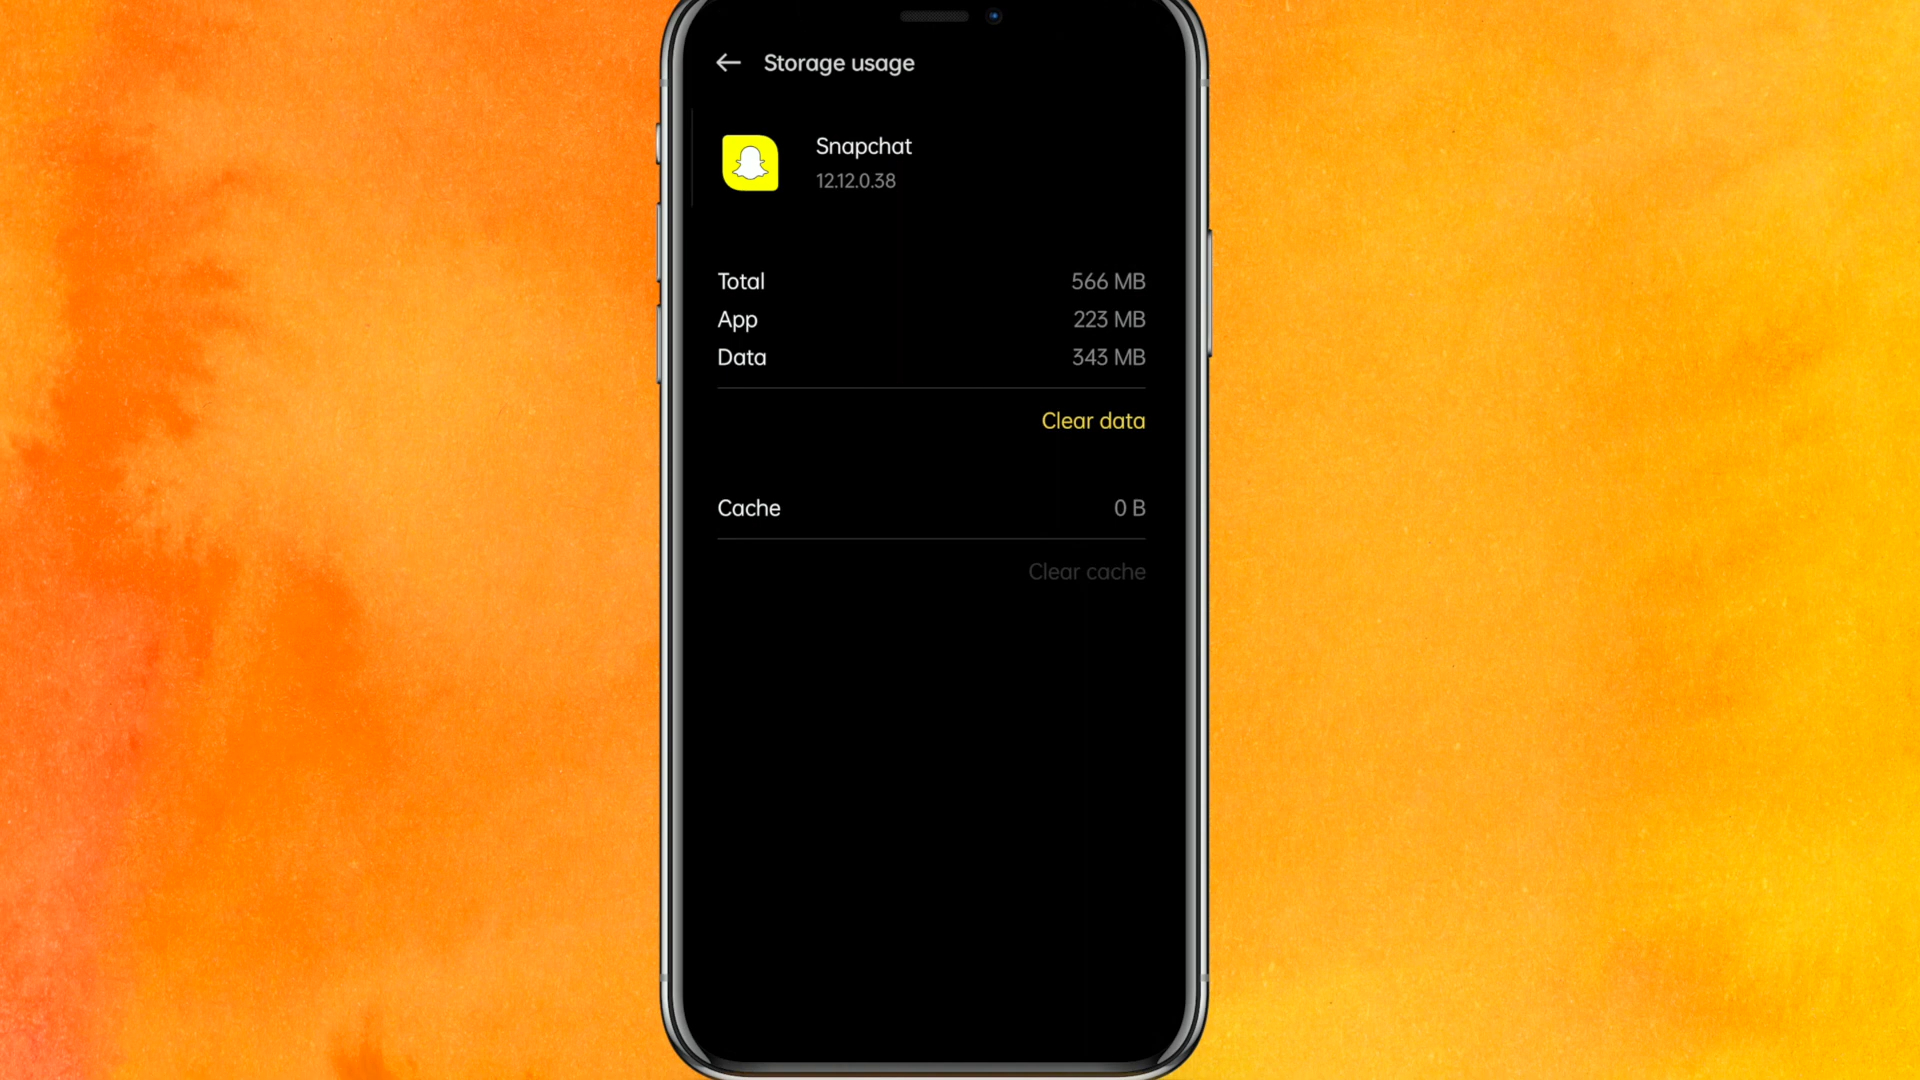 Storage usage
Snapchat
12.12.0.38
Total 566 MB
App 223 MB
Data 343 MB
Clear data
Cache 0 B
Clear cache